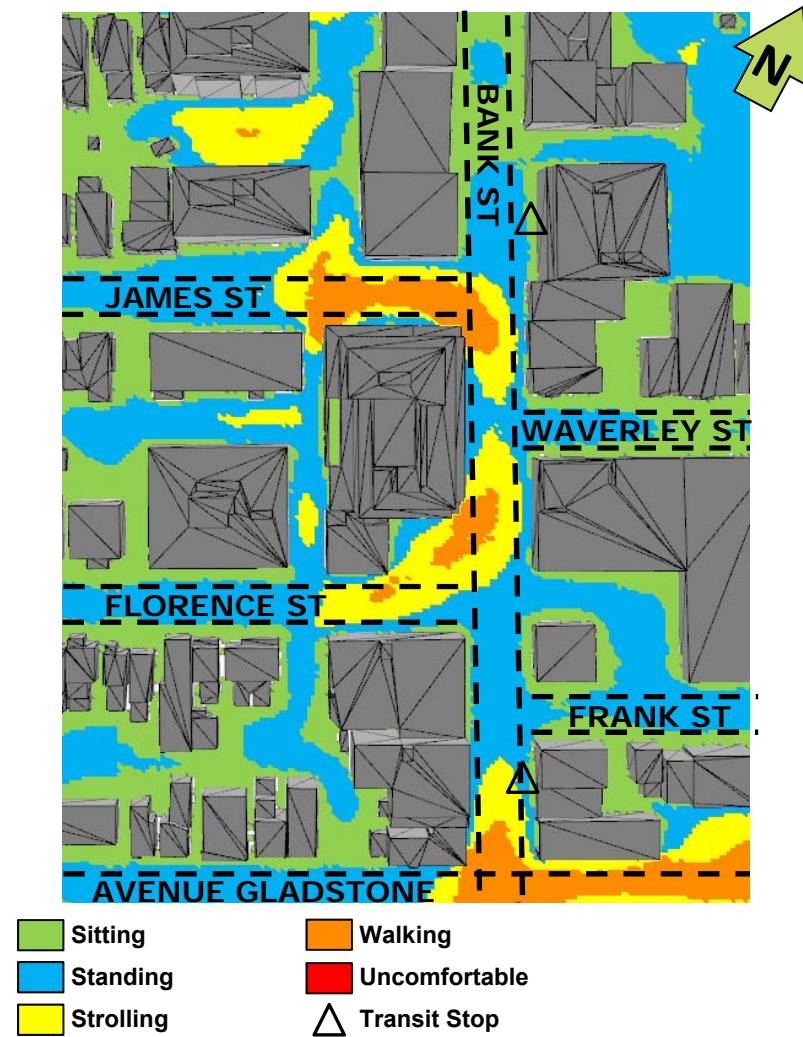 N
BANK ST
JAMES ST
WAVERLEY ST
FLORENCE ST
FRANK ST
AVENUE GLADSTONE
Sitting
Walking
Standing
Uncomfortable
Strolling
Transit Stop